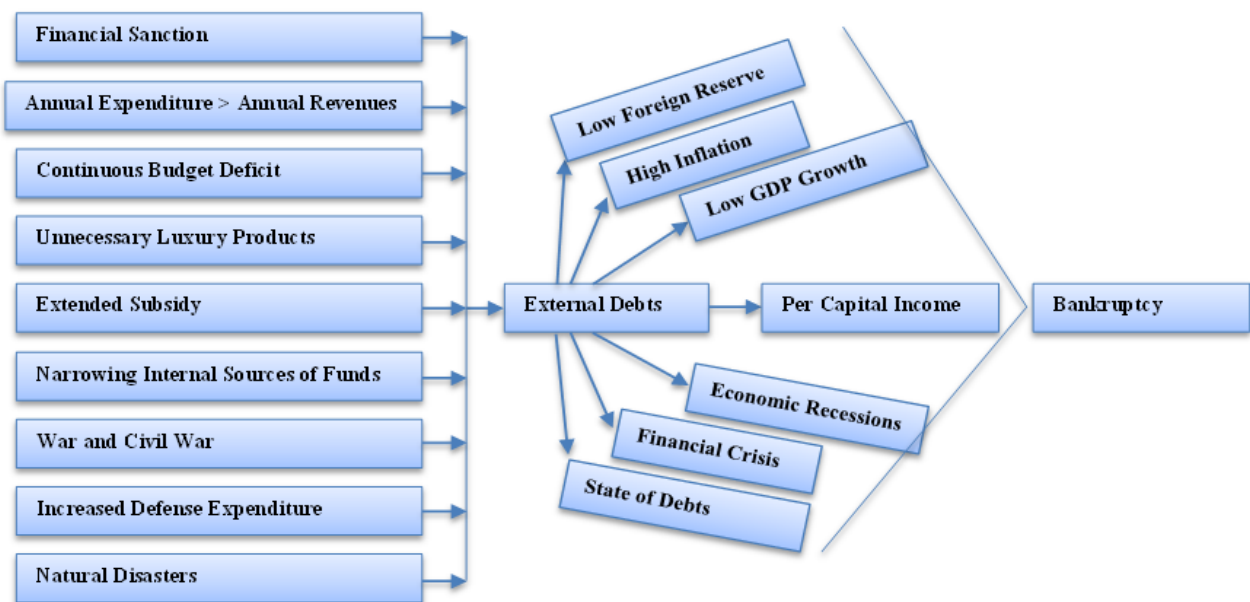 Financial Sanction
Annual Expenditure > Annual Revenues
Continuous Budget Deficit
Unnecessary Luxury Products
Extended Subsidy
Narrowing Internal Sources of Funds
War and Civil War
Increased Defense Expenditure
Natural Disasters
External Debts
Low Foreign Reserve
High Inflation
Low GDP Growth
Per Capital Income
Economic Recessions
Financial Crisis
State of Debts
Bankruptcy